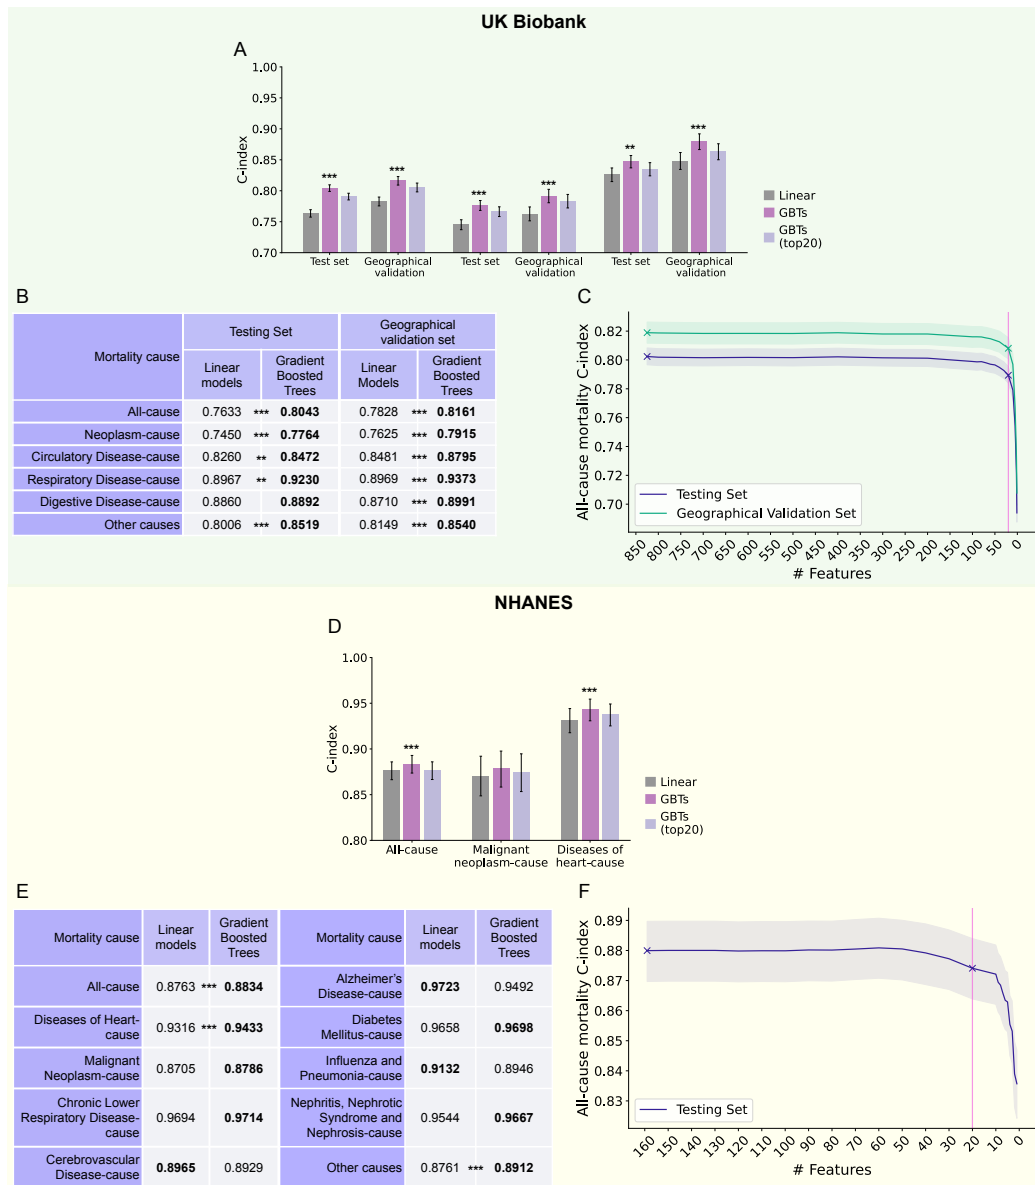 UK Biobank
A
1.00
0.95
0.90
0.85
0.80
0.75
0.70
C-index
***
***
***
***
**
***
Test set
Geographical
validation
Test set
Geographical
validation
Test set
Geographical
validation
Linear
GBTs
GBTs
(top20)
B
Mortality cause
Testing Set
Geographical
validation set
Linear
models
Gradient
Boosted
Trees
Linear
Models
Gradient
Boosted
Trees
All-cause 0.7633 *** 0.8043 0.7828 *** 0.8161
Neoplasm-cause 0.7450 *** 0.7764 0.7625 *** 0.7915
Circulatory Disease-cause 0.8260 ** 0.8472 0.8481 *** 0.8795
Respiratory Disease-cause 0.8967 ** 0.9230 0.8969 *** 0.9373
Digestive Disease-cause 0.8860 0.8892 0.8710 *** 0.8991
Other causes 0.8006 *** 0.8519 0.8149 *** 0.8540
C
0.82
0.80
0.78
0.76
0.74
0.72
0.70
All-cause mortality C-index
Testing Set
Geographical Validation Set
850 800 750 700 650 600 550 500 450 400 350 300 250 200 150 100 50 0
# Features
NHANES
D
1.00
0.95
0.90
0.85
0.80
C-index
***
***
All-cause
Malignant
neoplasm-cause
Diseases of
heart-cause
Linear
GBTs
GBTs
(top20)
E
Mortality cause
Linear
models
Gradient
Boosted
Trees
Mortality cause
Linear
models
Gradient
Boosted
Trees
All-cause
0.8763 *** 0.8834
Alzheimer's
Disease-cause
0.9723 0.9492
Diseases of Heart-
cause
0.9316 *** 0.9433
Diabetes
Mellitus-cause
0.9658 0.9698
Malignant
Neoplasm-cause
0.8705 0.8786
Influenza and
Pneumonia-cause
0.9132 0.8946
Chronic Lower
Respiratory Disease-
cause
0.9694 0.9714
Nephritis, Nephrotic
Syndrome and
Nephrosis-cause
0.9544 0.9667
Cerebrovascular
Disease-cause
0.8965 0.8929
Other causes
0.8761 *** 0.8912
F
0.89
0.88
0.87
0.86
0.85
0.84
0.83
All-cause mortality C-index
Testing Set
160 150 140 130 120 110 100 90 80 70 60 50 40 30 20 10 0
# Features